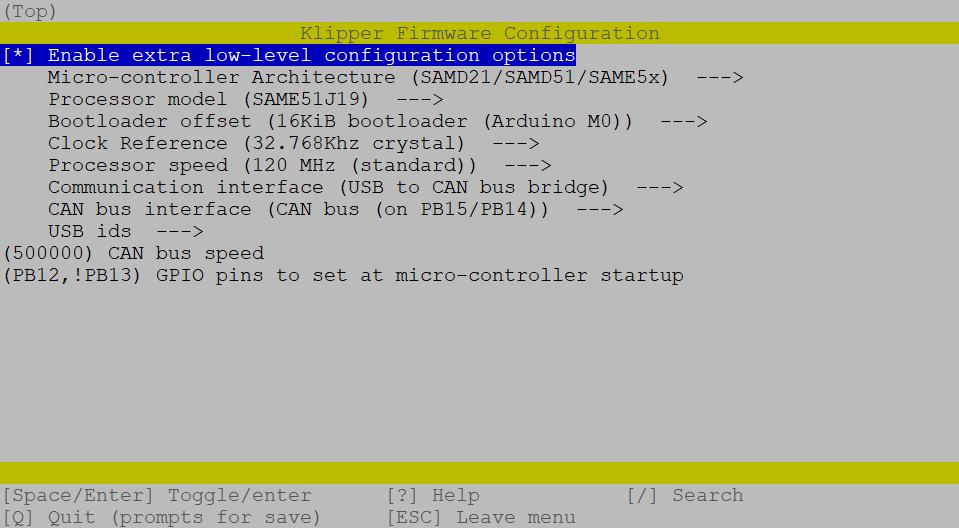 (Top)
Klipper Firmware Configuration
[*] Enable extra low-level configuration options
    Micro-controller Architecture (SAMD21/SAMD51/SAME5x)  --->
    Processor model (SAME51J19)  --->
    Bootloader offset (16KiB bootloader (Arduino M0))  --->
    Clock Reference (32.768Khz crystal)  --->
    Processor speed (120 MHz (standard))  --->
    Communication interface (USB to CAN bus bridge)  --->
    CAN bus interface (CAN bus (on PB15/PB14))  --->
    USB ids  --->
(500000) CAN bus speed
(PB12,!PB13) GPIO pins to set at micro-controller startup
[Space/Enter] Toggle/enter      [?] Help            [/] Search
[Q] Quit (prompts for save)     [ESC] Leave menu